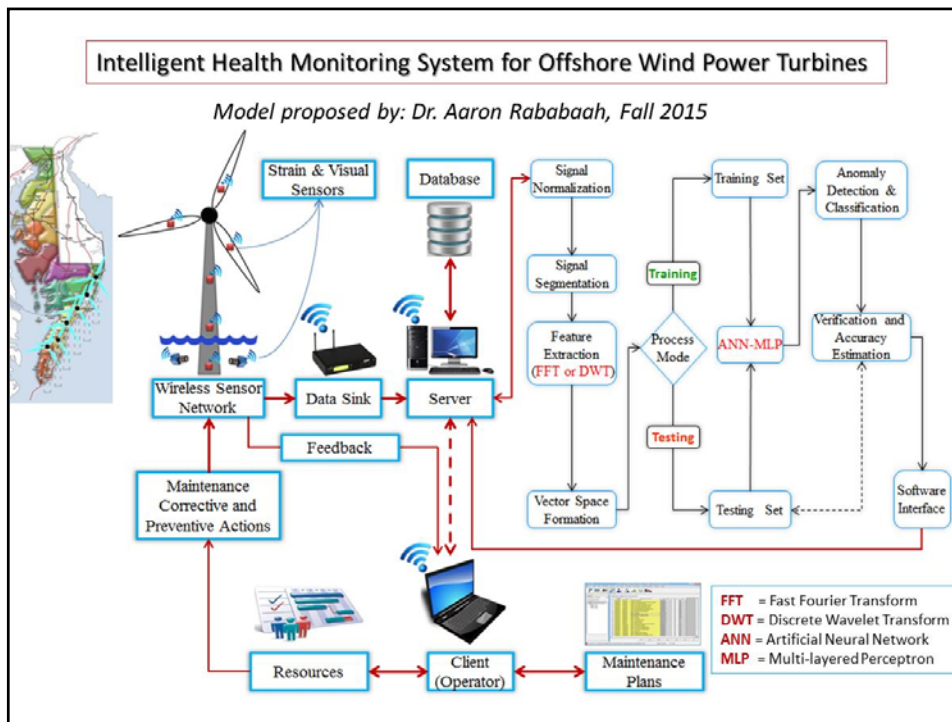 Intelligent Health Monitoring System for Offshore Wind Power Turbines
Model proposed by: Dr. Aaron Rababaah, Fall 2015
Strain & Visual
Sensors
Database
Wireless Sensor
Network
Data Sink
Server
Feedback
Maintenance
Corrective and
Preventive Actions
Resources
Client
(Operator)
Maintenance
Plans
Signal
Normalization
Signal
Segmentation
Feature
Extraction
(FFT or DWT)
Vector Space
Formation
Process
Mode
Training
Testing
Training Set
ANN-MLP
Testing Set
Anomaly
Detection &
Classification
Verification and
Accuracy
Estimation
Software
Interface
FFT = Fast Fourier Transform
DWT = Discrete Wavelet Transform
ANN = Artificial Neural Network
MLP = Multi-layered Perceptron